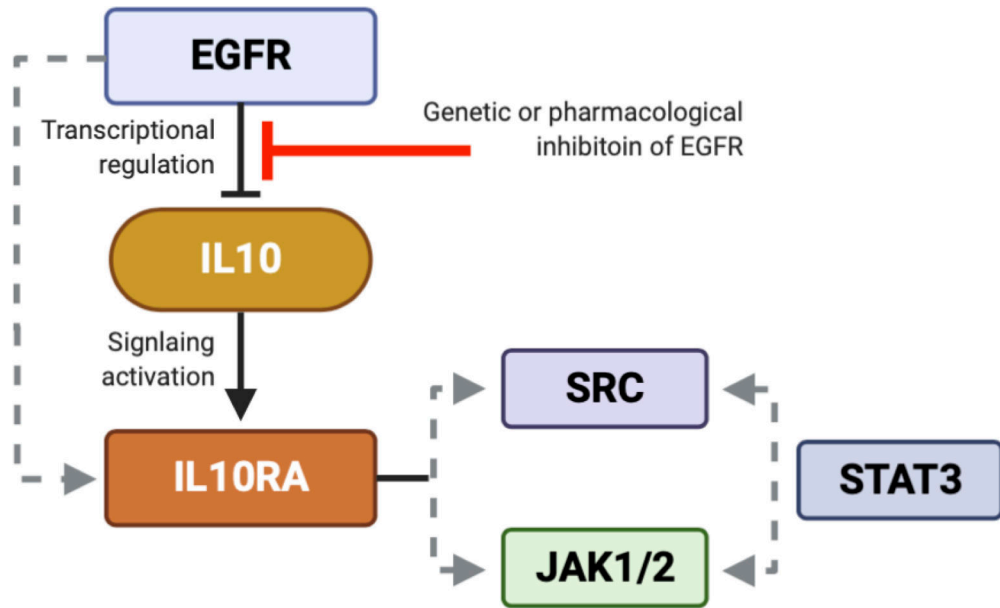 EGFR
Transcriptional
regulation
Genetic or pharmacological
inhibitoin of EGFR
IL10
Signlaing
activation
IL10RA
SRC
STAT3
JAK1/2